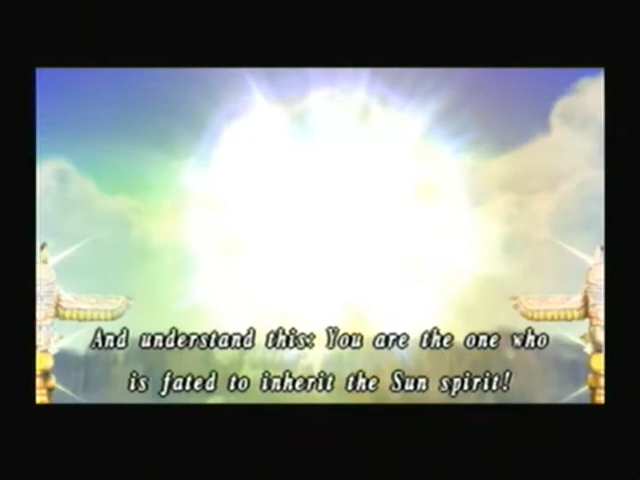 And understand this: You are the one who
is fated to inherit the Sun spirit!